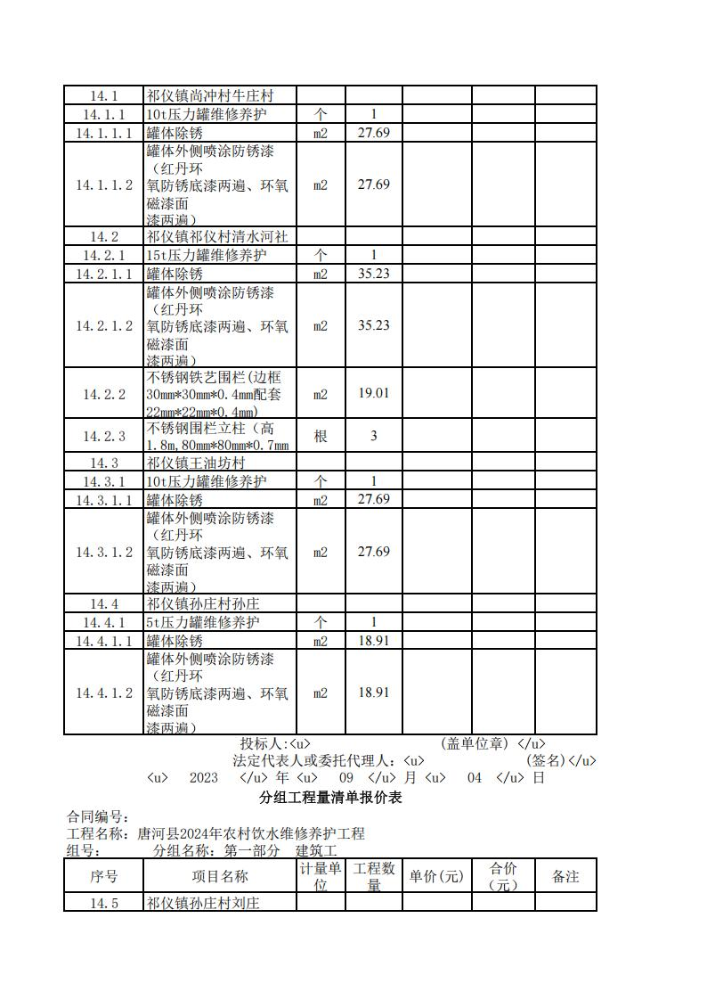 14.1 祁仪镇尚冲村牛庄村
14.1.1 10t压力罐维修养护 个 1
14.1.1.1 罐体除锈 m2 27.69
罐体外侧喷涂防锈漆
（红丹环
14.1.1.2 氧防锈底漆两遍、环氧 m2 27.69
磁漆面
漆两遍）
14.2 祁仪镇祁仪村清水河社
14.2.1 15t压力罐维修养护 个 1
14.2.1.1 罐体除锈 m2 35.23
罐体外侧喷涂防锈漆
（红丹环
14.2.1.2 氧防锈底漆两遍、环氧 m2 35.23
磁漆面
漆两遍）
不锈钢铁艺围栏(边框
14.2.2 30mm*30mm*0.4mm配套 m2 19.01
22mm*22mm*0.4mm)
14.2.3 不锈钢围栏立柱（高 根 3
1.8m,80mm*80mm*0.7mm
14.3 祁仪镇王油坊村
14.3.1 10t压力罐维修养护 个 1
14.3.1.1 罐体除锈 m2 27.69
罐体外侧喷涂防锈漆
（红丹环
14.3.1.2 氧防锈底漆两遍、环氧 m2 27.69
磁漆面
漆两遍）
14.4 祁仪镇孙庄村孙庄
14.4.1 5t压力罐维修养护 个 1
14.4.1.1 罐体除锈 m2 18.91
罐体外侧喷涂防锈漆
（红丹环
14.4.1.2 氧防锈底漆两遍、环氧 m2 18.91
磁漆面
漆两遍）
投标人:<u> (盖单位章) </u>
法定代表人或委托代理人：<u> (签名)</u>
<u> 2023 </u> 年 <u> 09 </u> 月 <u> 04 </u> 日
分组工程量清单报价表
合同编号：
工程名称：唐河县2024年农村饮水维修养护工程
组号： 分组名称：第一部分 建筑工
序号 项目名称 计量单位 工程数量 单价(元) 合价（元） 备注
14.5 祁仪镇孙庄村刘庄